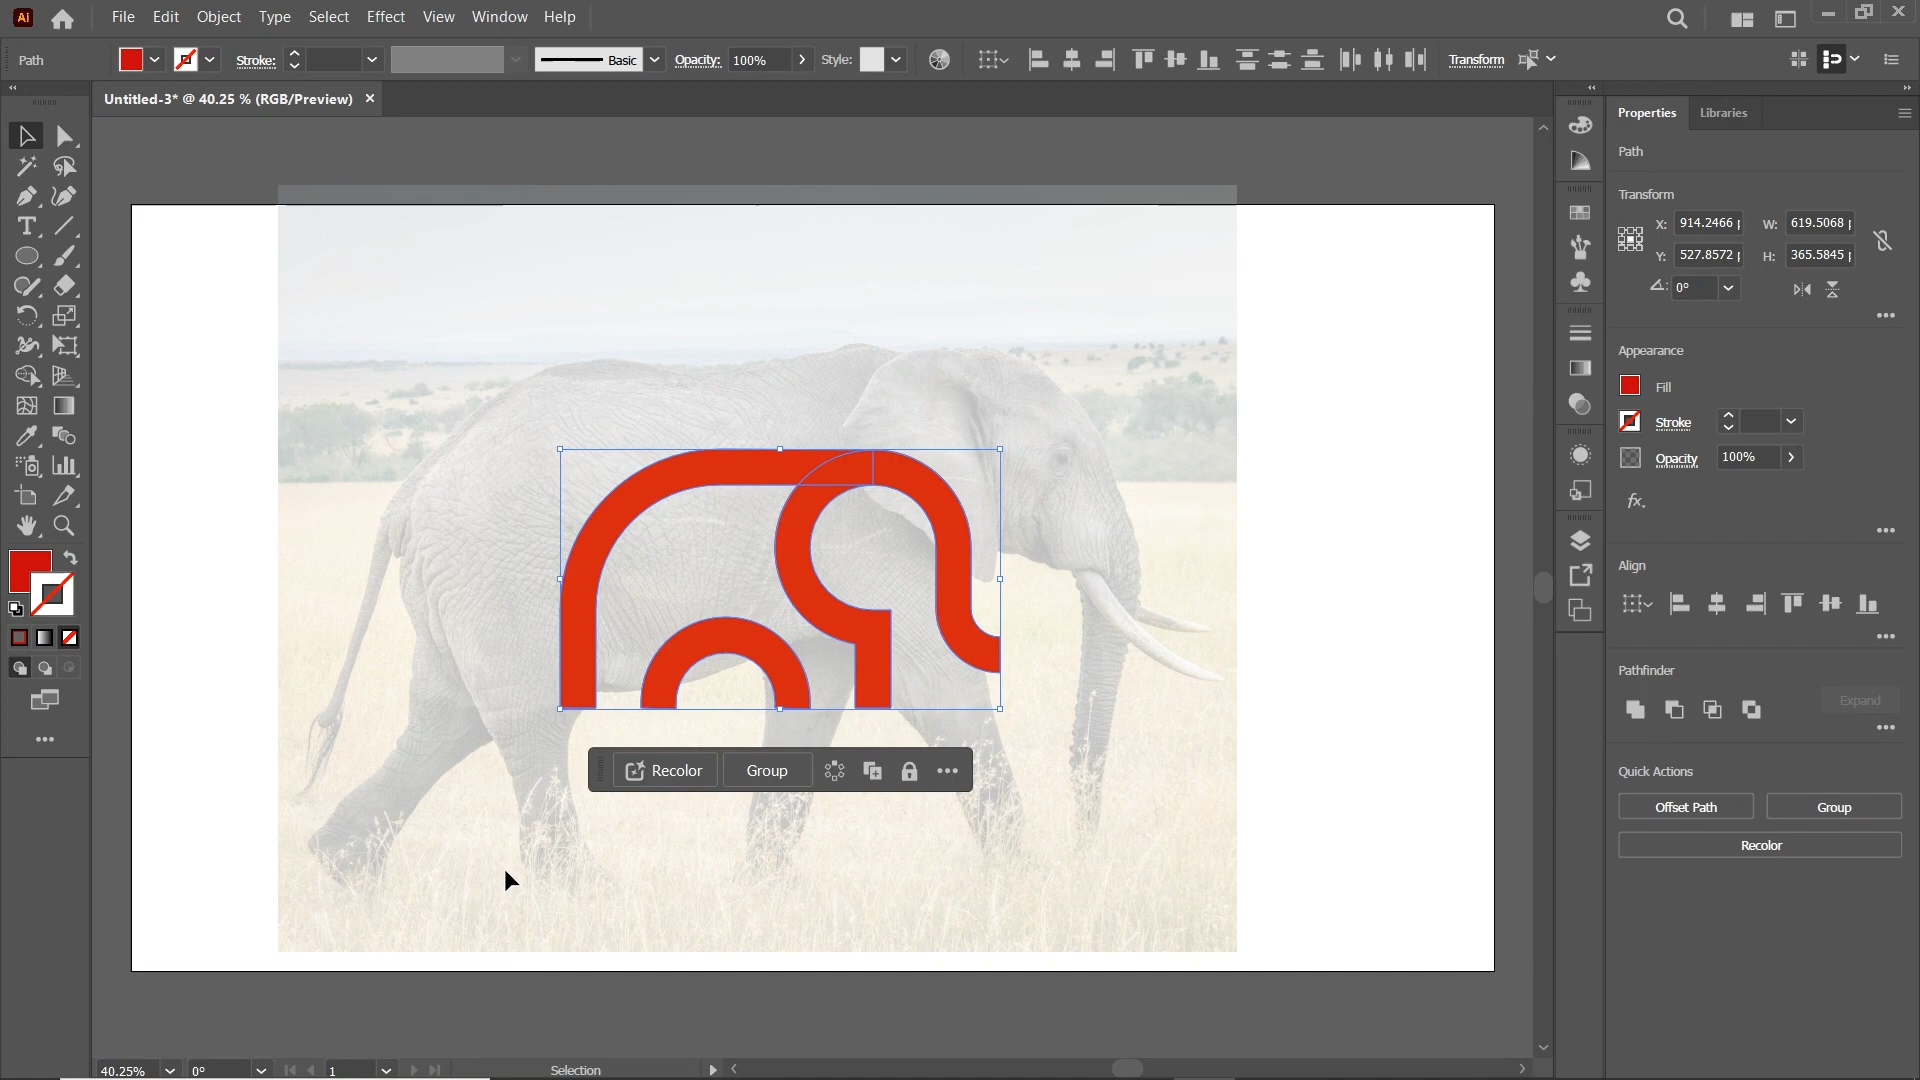 Ai
File Edit Object Type Select Effect View Window Help
Path Stroke: Basic Opacity: 100% Style: Transform
Untitled-3* @ 40.25 % (RGB/Preview)
Properties Libraries
Path
Transform
X: 914.2466 W: 619.5068
Y: 527.8572 H: 365.5845
0°
Appearance
Fill
Stroke
Opacity 100%
fx.
Align
Pathfinder
Expand
Quick Actions
Offset Path Group
Recolor
Recolor Group
40.25% 0° 1 Selection